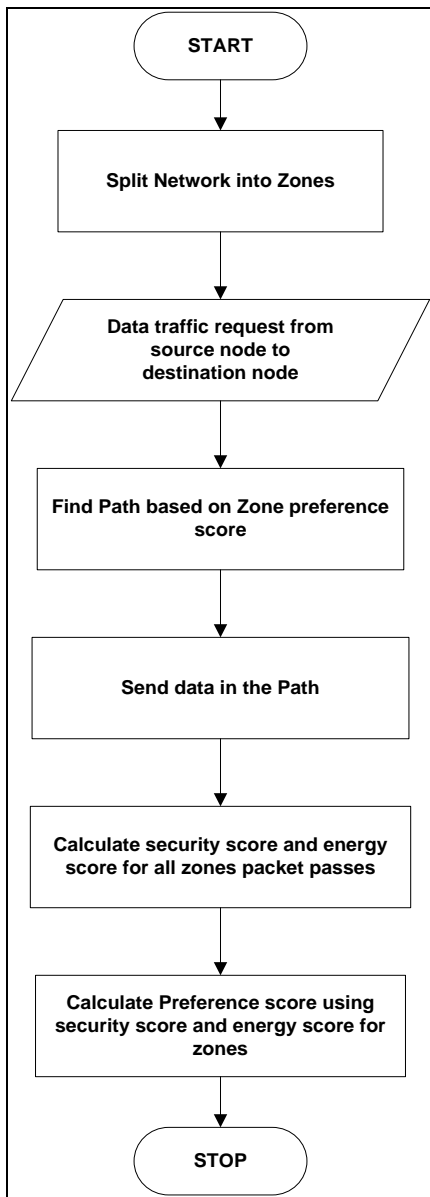 START
Split Network into Zones
Data traffic request from
source node to
destination node
Find Path based on Zone preference
score
Send data in the Path
Calculate security score and energy
score for all zones packet passes
Calculate Preference score using
security score and energy score for
zones
STOP